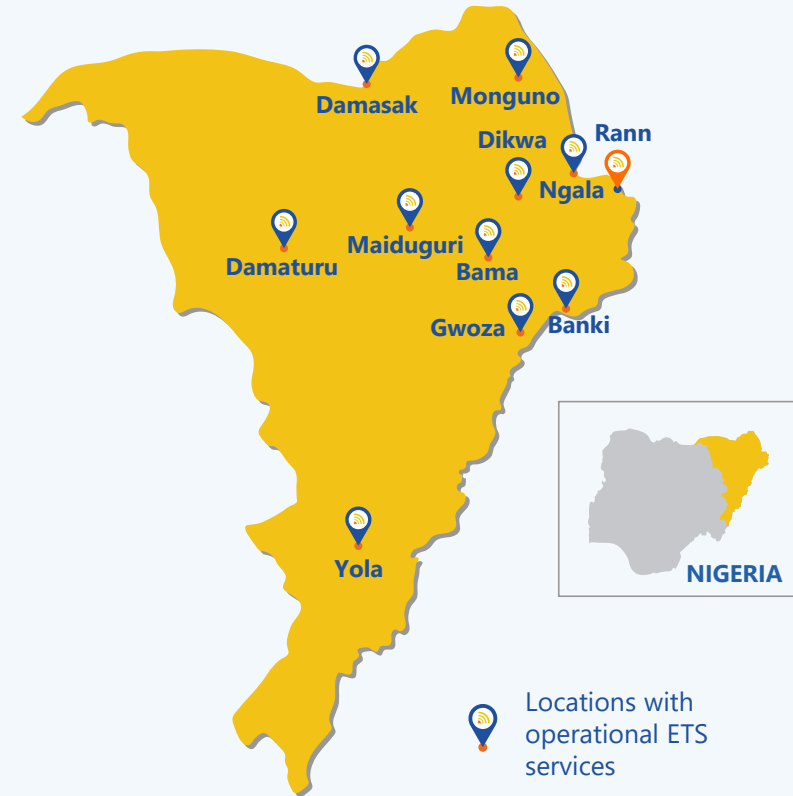 Damasak
Monguno
Dikwa
Rann
Ngala
Maiduguri
Damaturu
Bama
Gwoza
Banki
Yola
NIGERIA
Locations with
operational ETS
services